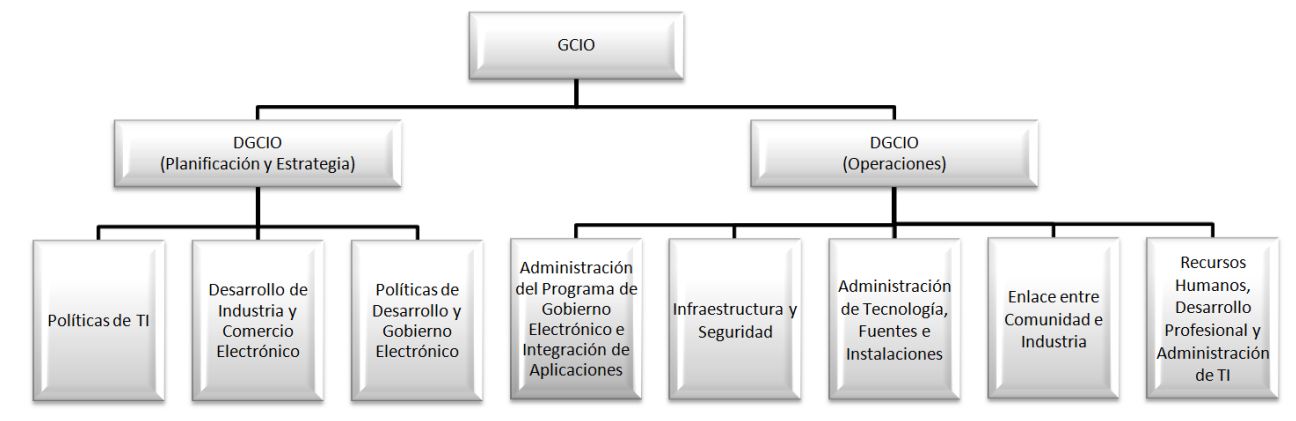 GCIO
DGCIO
(Planificación y Estrategia)
DGCIO
(Operaciones)
Políticas de TI
Desarrollo de
Industria y
Comercio
Electrónico
Políticas de
Desarrollo y
Gobierno
Electrónico
Administración
del Programa de
Gobierno
Electrónico e
Integración de
Aplicaciones
Infraestructura y
Seguridad
Administración
de Tecnología,
Fuentes e
Instalaciones
Enlace entre
Comunidad e
Industria
Recursos
Humanos,
Desarrollo
Profesional y
Administración
de TI